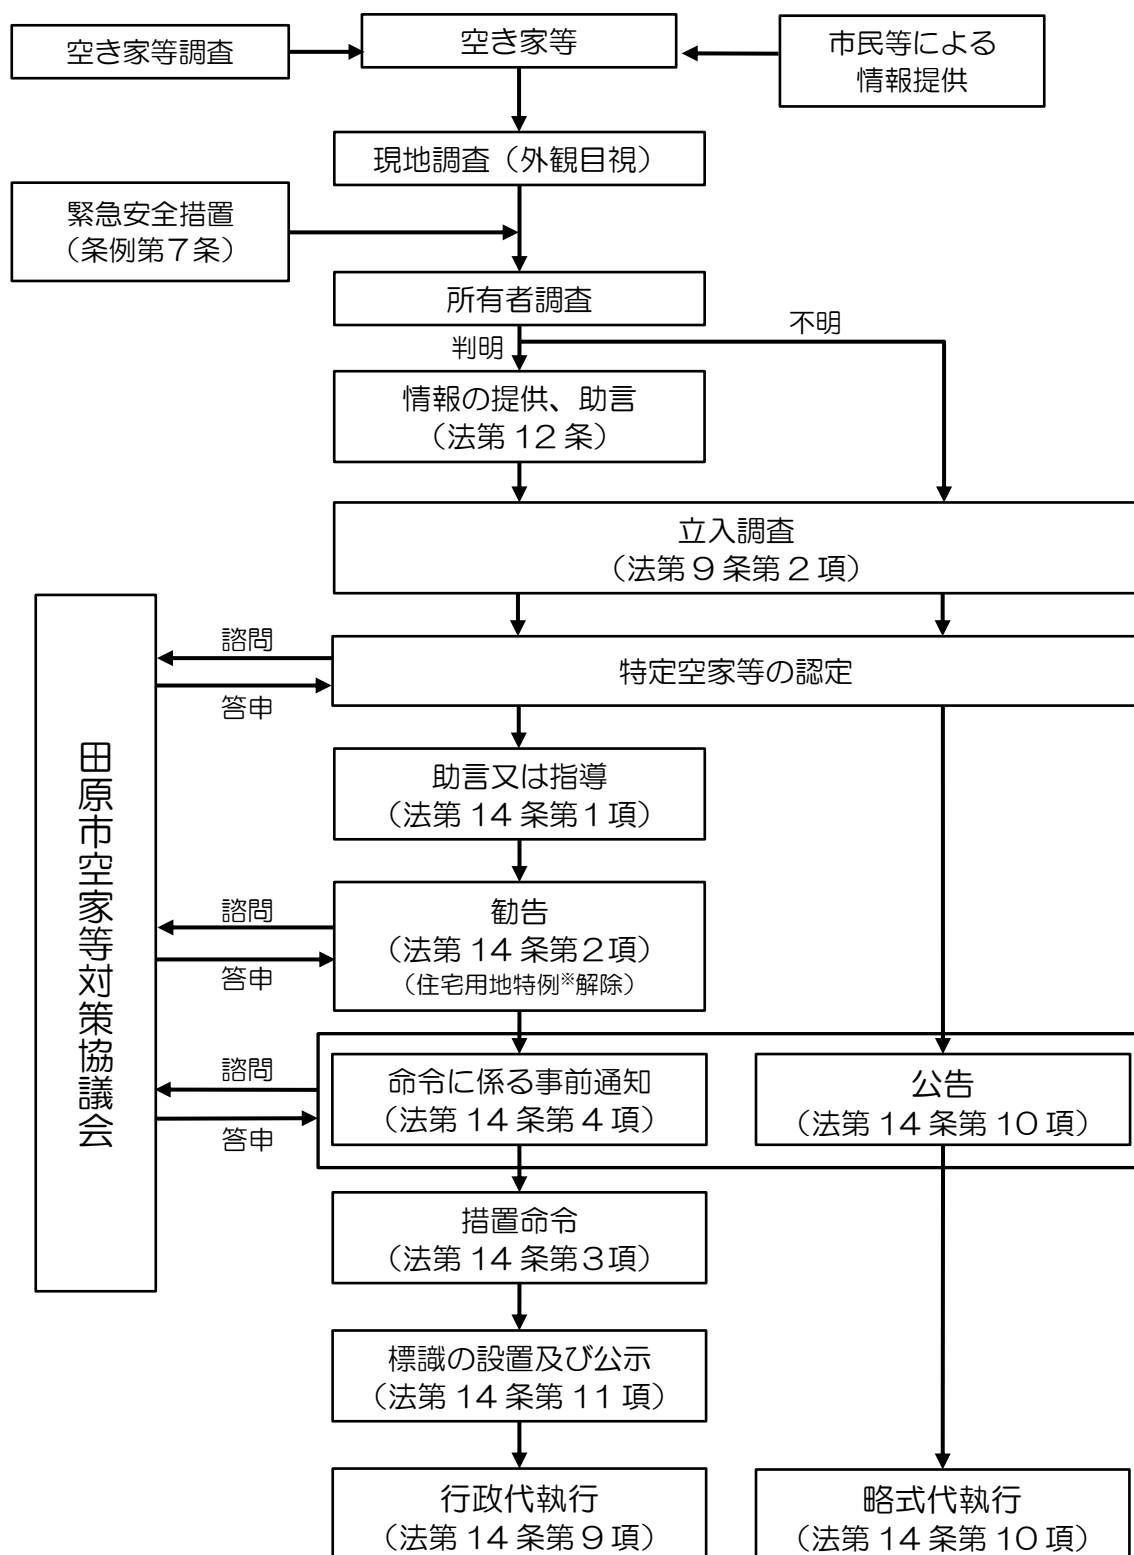 空き家等調査
空き家等
市民等による
情報提供
現地調査（外観目視）
緊急安全措置
（条例第７条）
所有者調査
判明
不明
情報の提供、助言
（法第 12 条）
立入調査
（法第９条第２項）
諮問
特定空家等の認定
答申
田原市空家等対策協議会
助言又は指導
（法第 14 条第１項）
諮問
勧告
（法第 14 条第２項）
（住宅用地特例※解除）
答申
諮問
命令に係る事前通知
（法第 14 条第４項）
答申
公告
（法第 14 条第 10 項）
措置命令
（法第 14 条第３項）
標識の設置及び公示
（法第 14 条第 11 項）
行政代執行
（法第 14 条第９項）
略式代執行
（法第 14 条第 10 項）